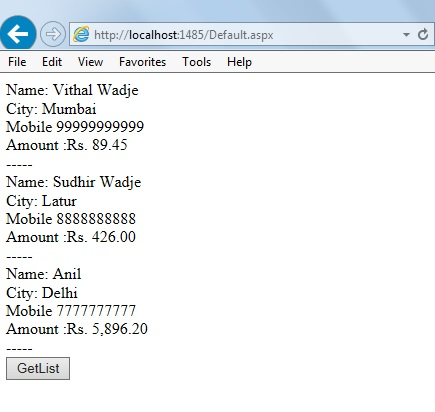 http://localhost:1485/Default.aspx
File Edit View Favorites Tools Help
Name: Vithal Wadje
City: Mumbai
Mobile 99999999999
Amount :Rs. 89.45
-----
Name: Sudhir Wadje
City: Latur
Mobile 8888888888
Amount :Rs. 426.00
-----
Name: Anil
City: Delhi
Mobile 7777777777
Amount :Rs. 5,896.20
-----
GetList